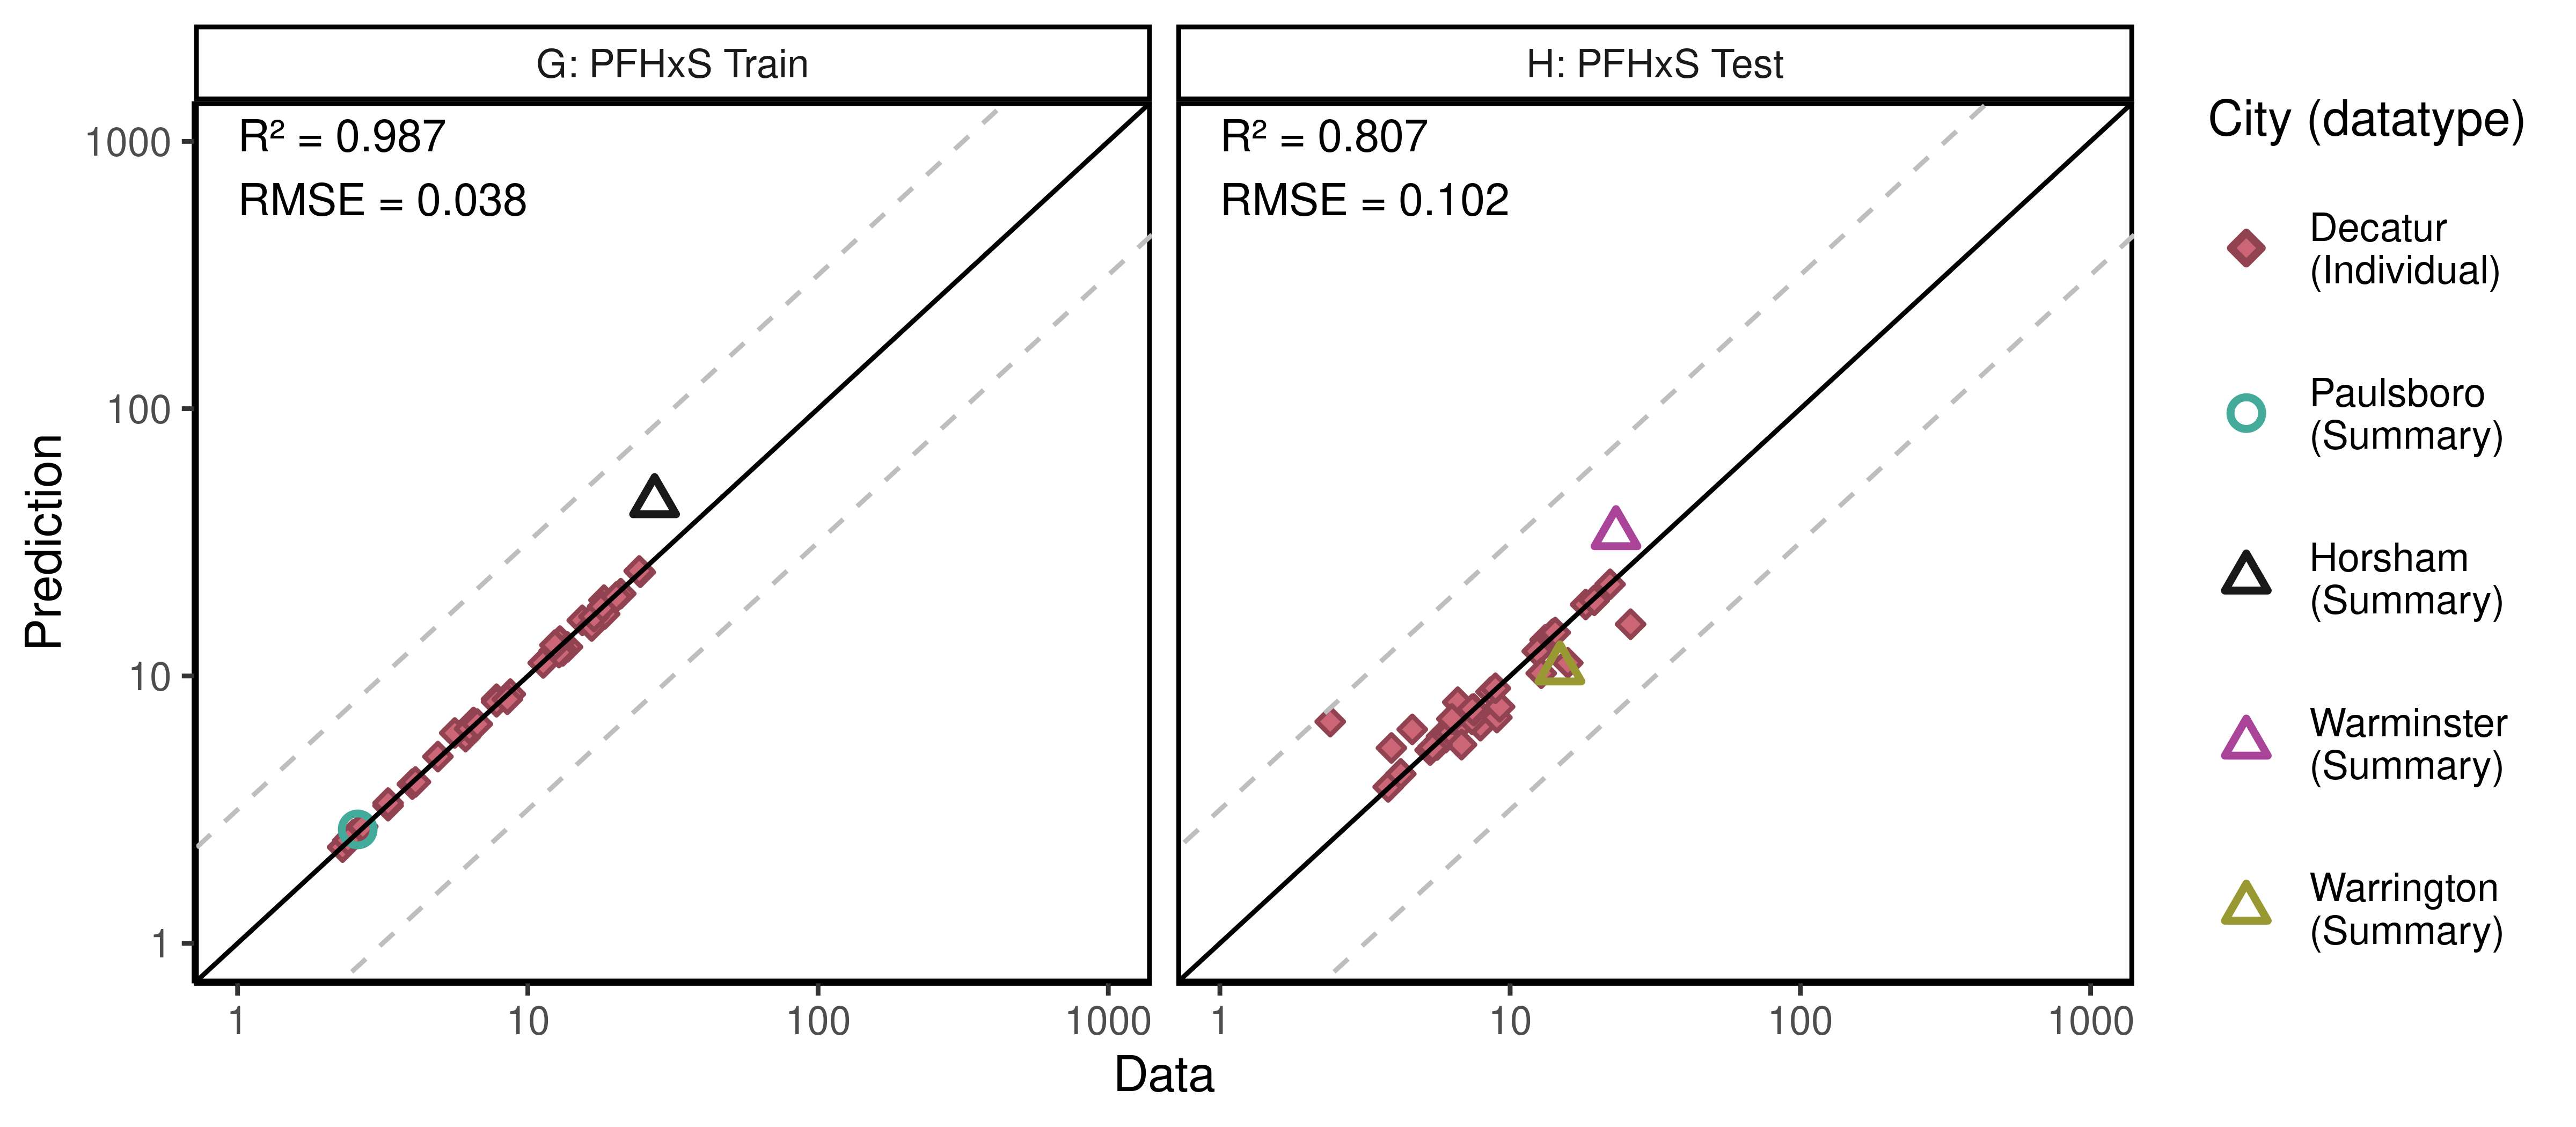 G: PFHxS Train
H: PFHxS Test
R² = 0.987
RMSE = 0.038
R² = 0.807
RMSE = 0.102
1000
100
10
1
Prediction
1
10
100
1000
1
10
100
1000
Data
City (datatype)
Decatur
(Individual)
Paulsboro
(Summary)
Horsham
(Summary)
Warminster
(Summary)
Warrington
(Summary)